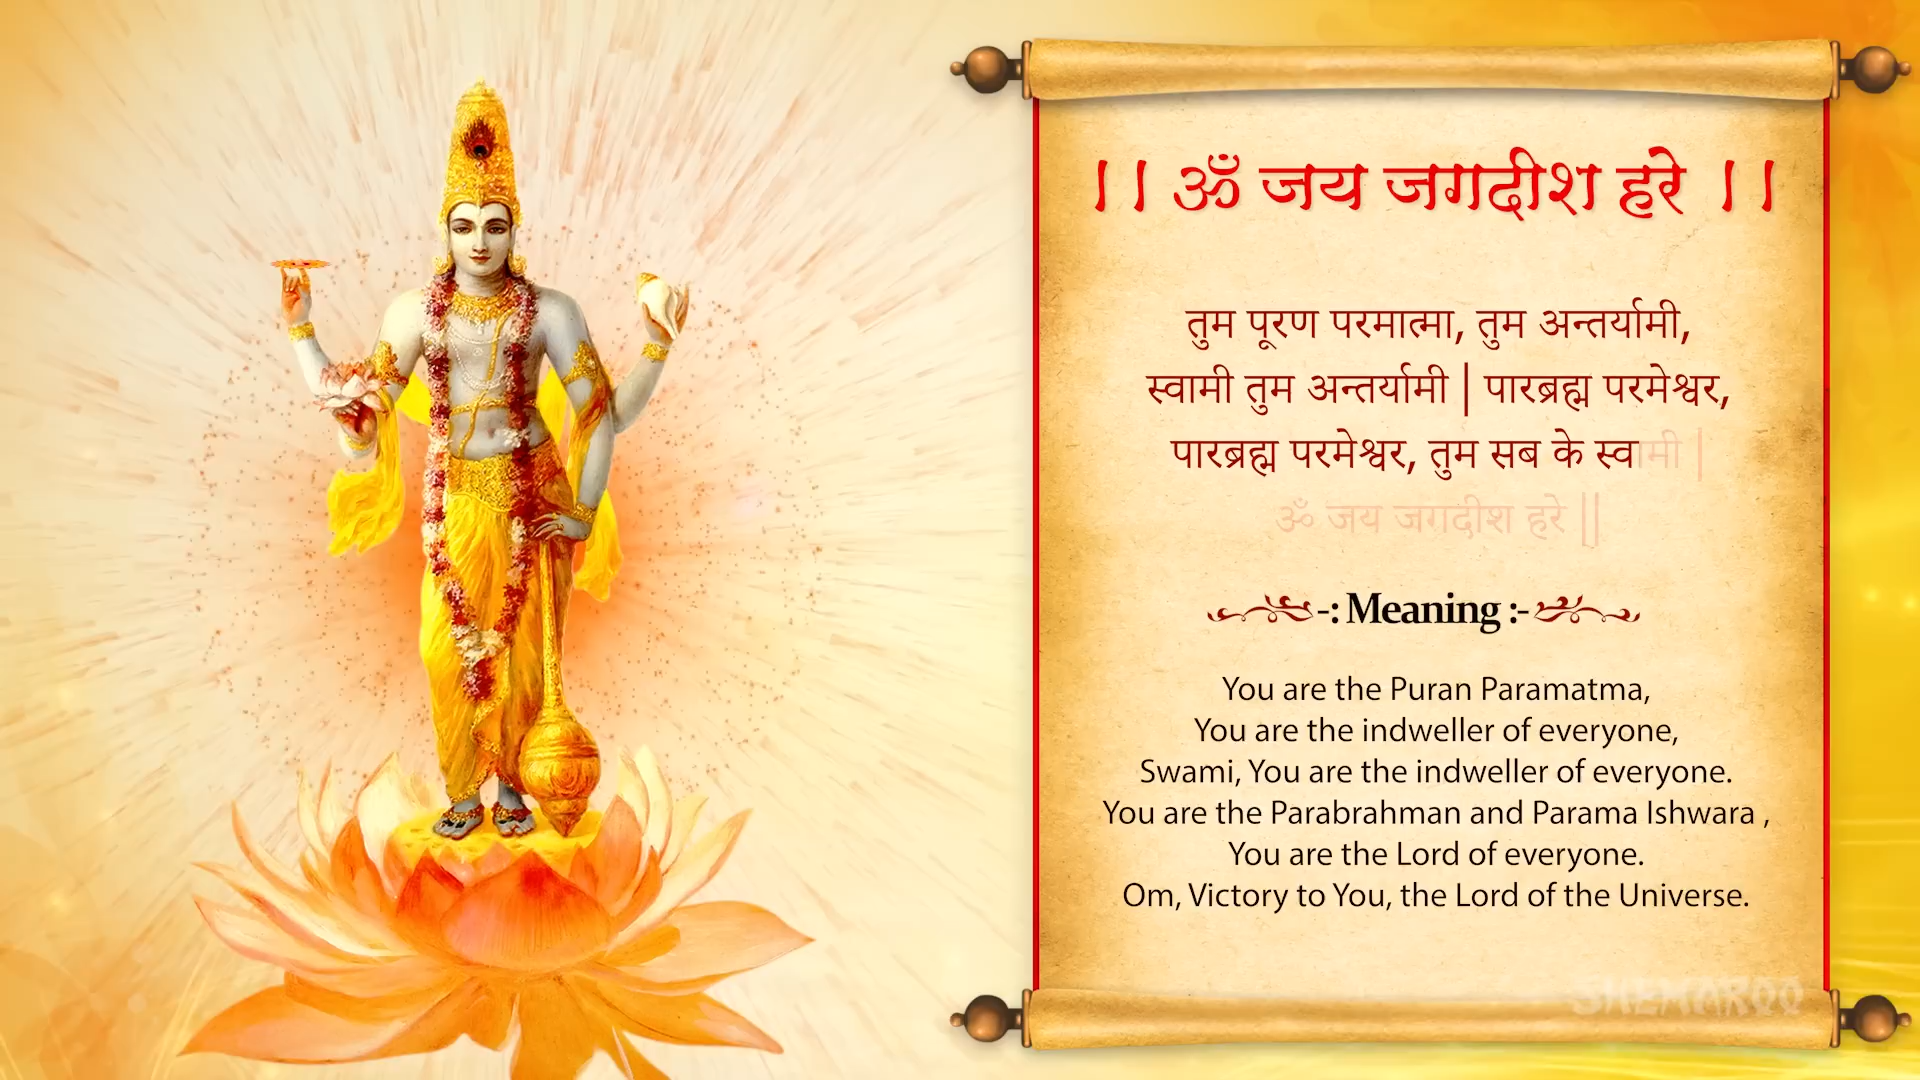 ।। ॐ जय जगदीश हरे ।।
तुम पूरण परमात्मा, तुम अन्तर्यामी,
स्वामी तुम अन्तर्यामी | पारब्रह्म परमेश्वर,
पारब्रह्म परमेश्वर, तुम सब के स्वामी |
ॐ जय जगदीश हरे ||
-: Meaning :-
You are the Puran Paramatma,
You are the indweller of everyone,
Swami, You are the indweller of everyone.
You are the Parabrahman and Parama Ishwara ,
You are the Lord of everyone.
Om, Victory to You, the Lord of the Universe.
SHEMAROO